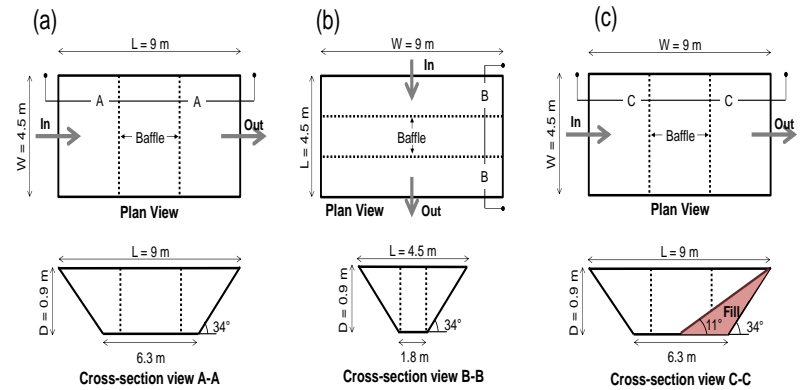 (a)
L = 9 m
W = 4.5 m
A
A
In
Out
Baffle
Plan View
L = 9 m
D = 0.9 m
34°
6.3 m
Cross-section view A-A
(b)
W = 9 m
In
L = 4.5 m
B
Baffle
B
Plan View
Out
L = 4.5 m
D = 0.9 m
34°
1.8 m
Cross-section view B-B
(c)
W = 9 m
W = 4.5 m
C
C
In
Out
Baffle
Plan View
L = 9 m
D = 0.9 m
Fill
11°
34°
6.3 m
Cross-section view C-C